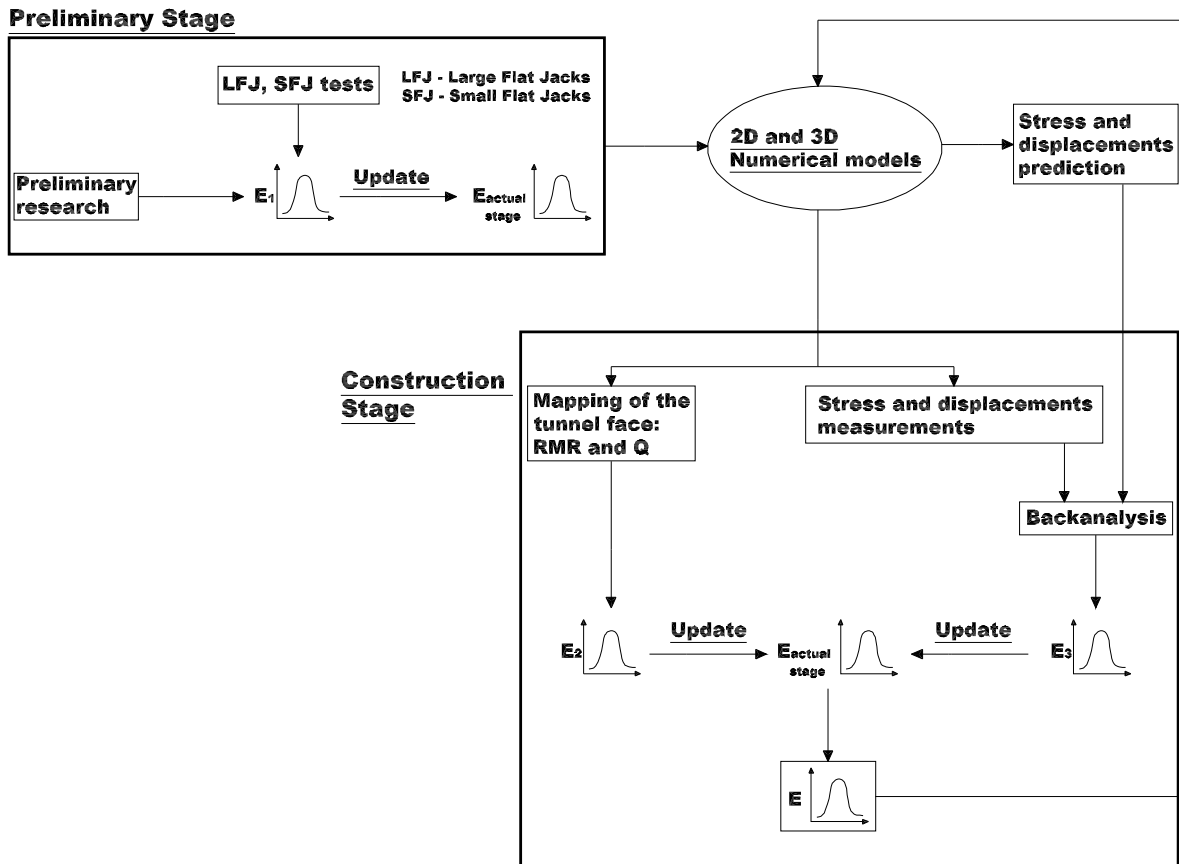 Preliminary Stage
LFJ, SFJ tests
LFJ - Large Flat Jacks
SFJ - Small Flat Jacks
Preliminary
research
E1
Update
Eactual
stage
2D and 3D
Numerical models
Stress and
displacements
prediction
Construction
Stage
Mapping of the
tunnel face:
RMR and Q
Stress and displacements
measurements
Backanalysis
E2
Update
Eactual
stage
Update
E3
E